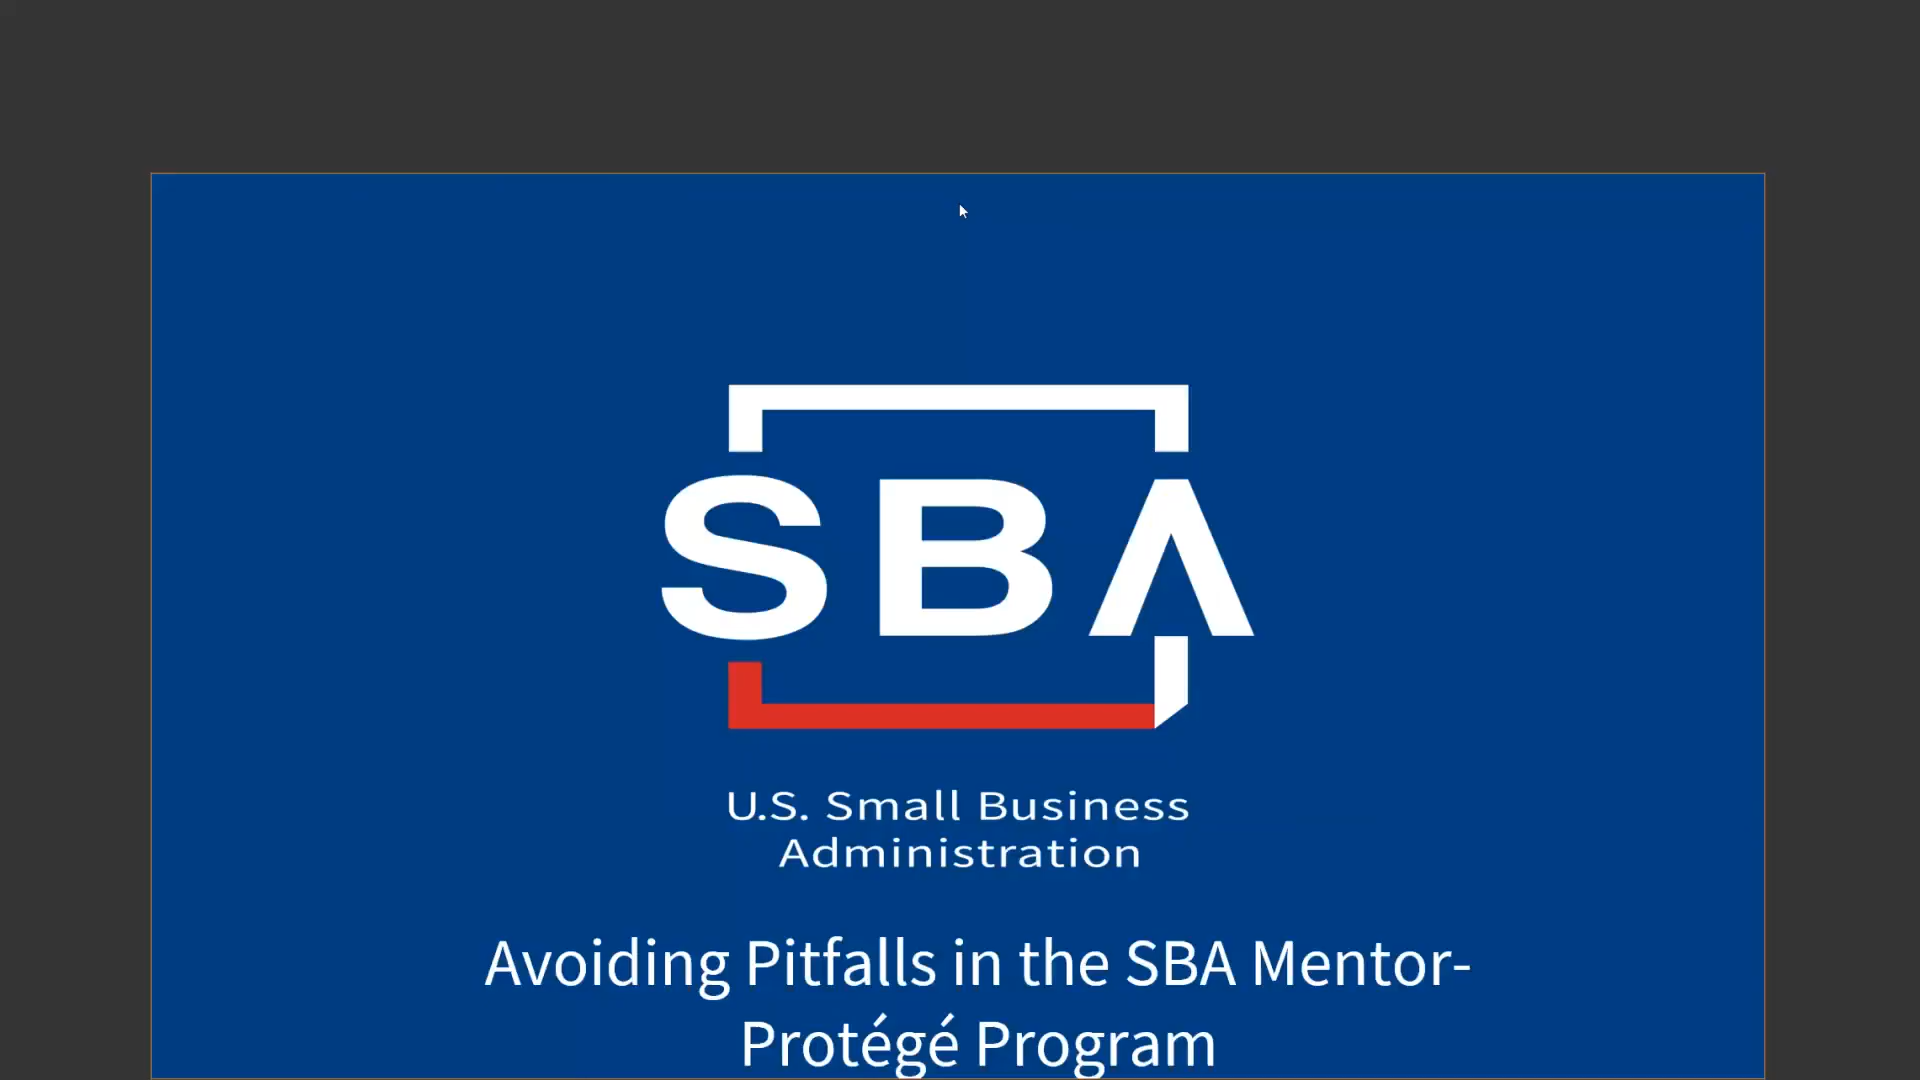 SBA
U.S. Small Business
Administration
Avoiding Pitfalls in the SBA Mentor-
Protégé Program